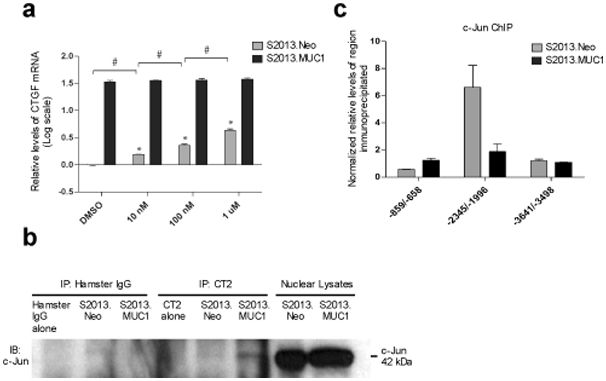 a
S2013.Neo
S2013.MUC1
# # #
Relative levels of CTGF mRNA
(Log scale)
2.0
1.5
1.0
0.5
0.0
-0.5
* * *
DMSO
10 nM
100 nM
1 uM
c
c-Jun ChIP
S2013.Neo
S2013.MUC1
Normalized relative levels of region
immunoprecipitated
10
8
6
4
2
0
-859/-658
-2345/-1996
-3641/-3498
b
IP: Hamster IgG
IP: CT2
Nuclear Lysates
Hamster
IgG
alone
S2013.
Neo
S2013.
MUC1
CT2
alone
S2013.
Neo
S2013.
MUC1
S2013.
Neo
S2013.
MUC1
IB:
c-Jun
c-Jun
42 kDa